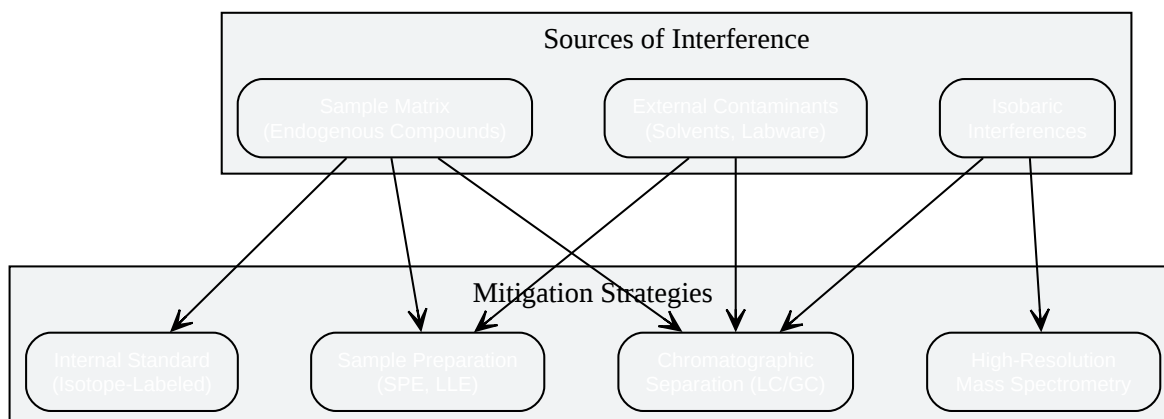 Sources of Interference
Sample Matrix
(Endogenous Compounds)
External Contaminants
(Solvents, Labware)
Isobaric
Interferences
Mitigation Strategies
Internal Standard
(Isotope-Labeled)
Sample Preparation
(SPE, LLE)
Chromatographic
Separation (LC/GC)
High-Resolution
Mass Spectrometry